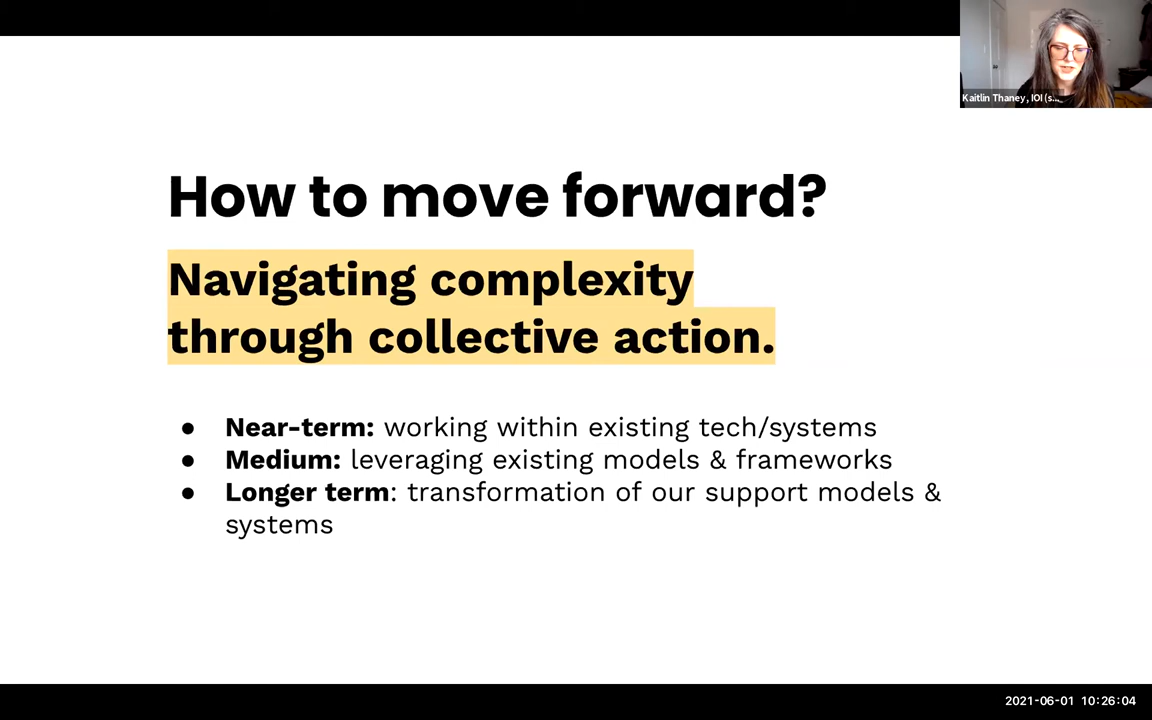 Kaitlin Thaney, IOI (s...
How to move forward?
Navigating complexity
through collective action.
● Near-term: working within existing tech/systems
● Medium: leveraging existing models & frameworks
● Longer term: transformation of our support models &
systems
2021-06-01 10:26:04